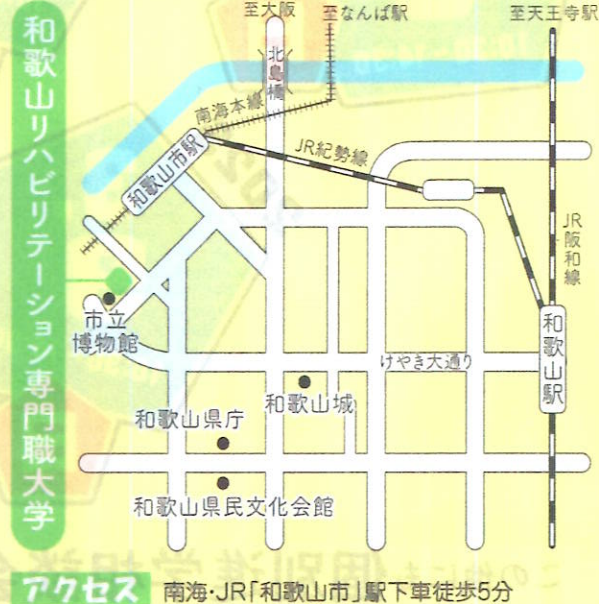 和歌山リハビリテーション専門職大学
至大阪
至なんば駅
至天王寺駅
北島橋
南海本線
和歌山市駅
JR紀勢線
JR阪和線
市立
博物館
けやき大通り
和歌山駅
和歌山城
和歌山県庁
和歌山県民文化会館
アクセス 南海・JR「和歌山市」駅下車徒歩5分